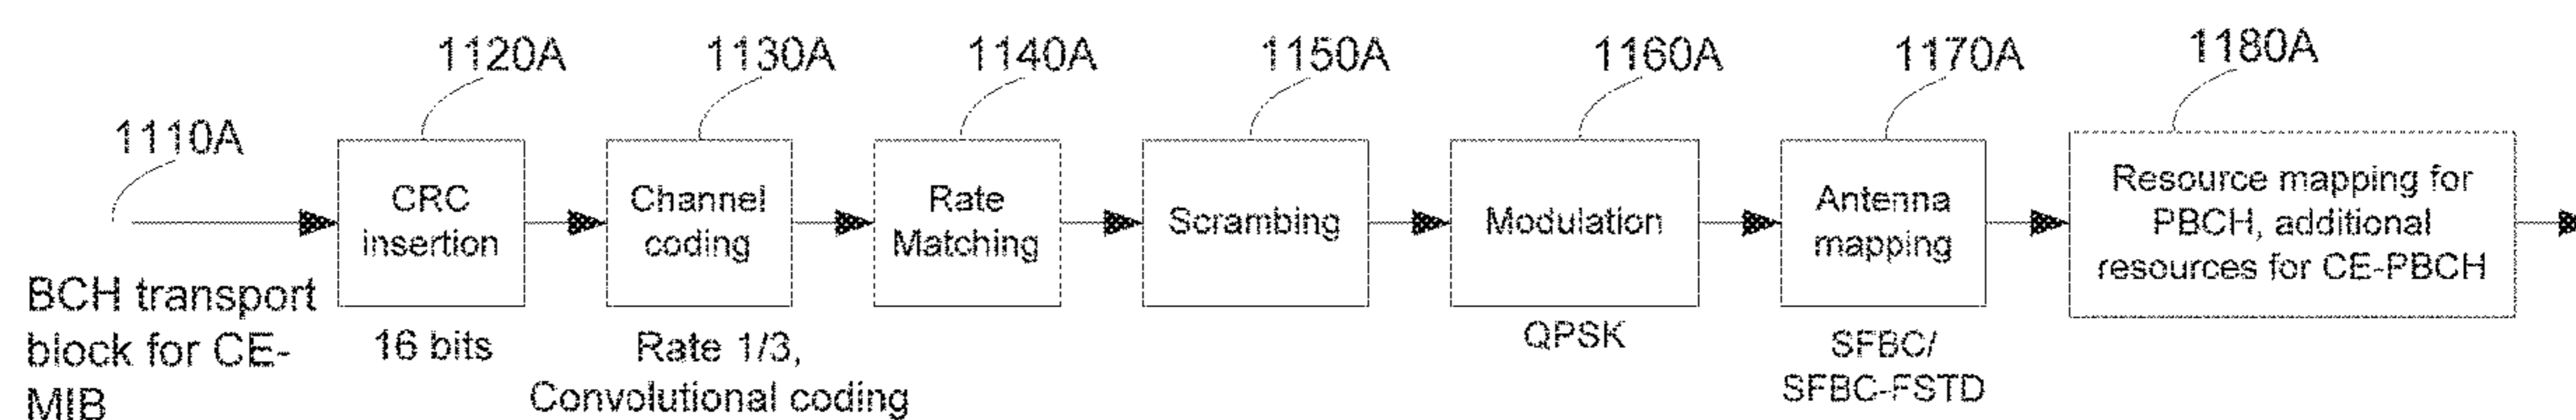 1110A
1120A
1130A
1140A
1150A
1160A
1170A
1180A
BCH transport
block for CE-
MIB
CRC
insertion
16 bits
Channel
coding
Rate 1/3,
Convolutional coding
Rate
Matching
Scrambing
Modulation
QPSK
Antenna
mapping
SFBC/
SFBC-FSTD
Resource mapping for
PBCH, additional
resources for CE-PBCH